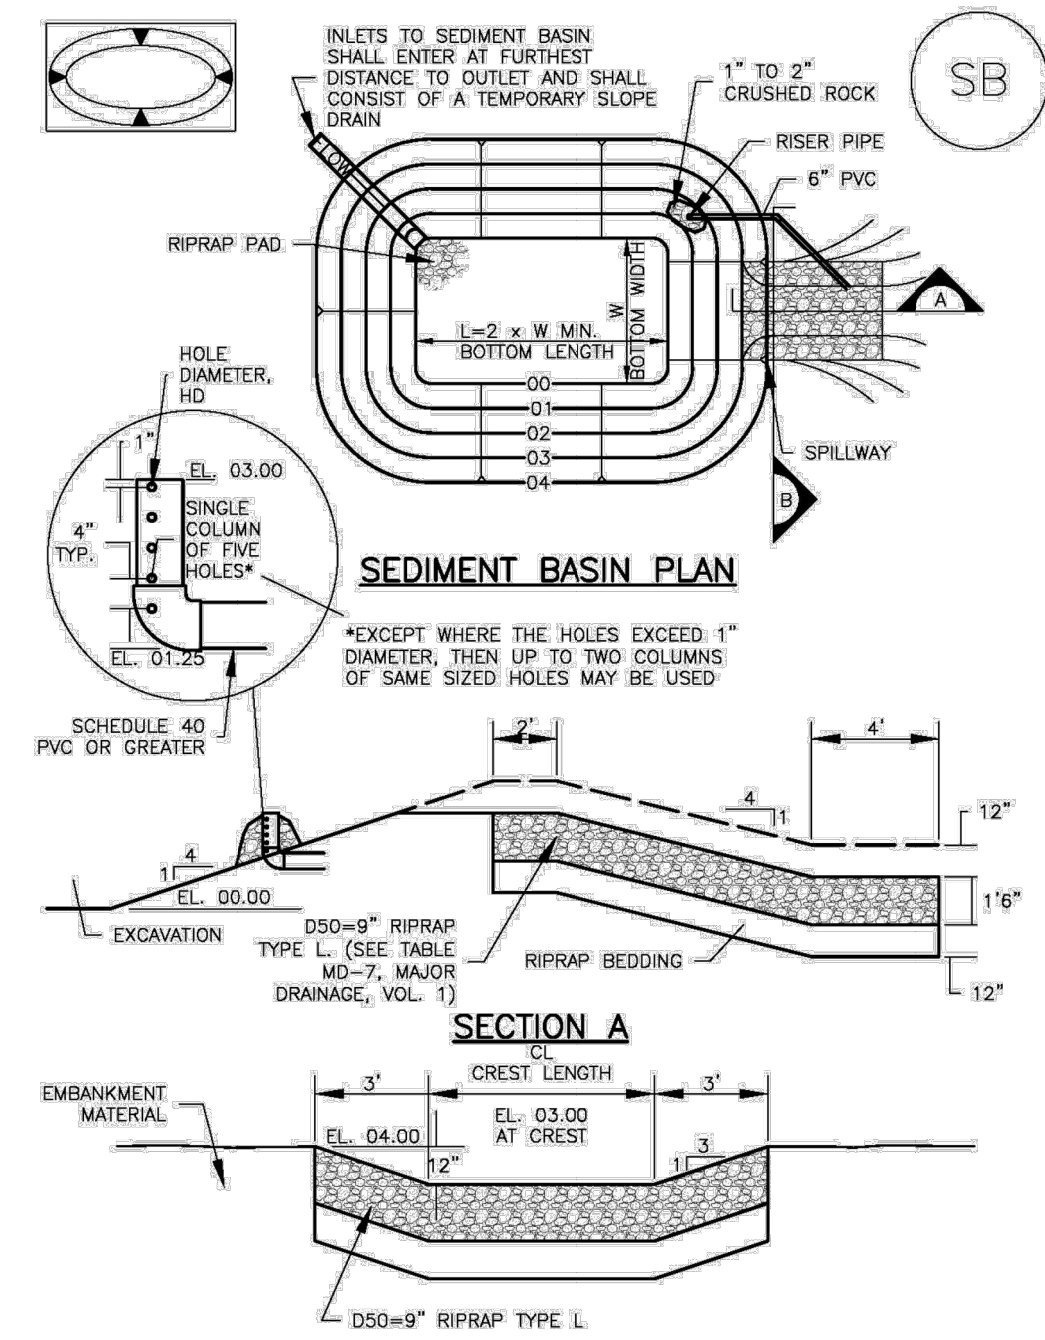 INLETS TO SEDIMENT BASIN
SHALL ENTER AT FURTHEST
DISTANCE TO OUTLET AND SHALL
CONSIST OF A TEMPORARY SLOPE
DRAIN
1" TO 2"
CRUSHED ROCK
SB
RISER PIPE
6" PVC
FLOW
RIPRAP PAD
A
L=2 x W MIN.
BOTTOM LENGTH
W
BOTTOM WIDTH
00
01
02
03
04
SPILLWAY
B
HOLE
DIAMETER,
HD
1"
EL. 03.00
4"
TYP.
SINGLE
COLUMN
OF FIVE
HOLES*
EL. 01.25
SEDIMENT BASIN PLAN
*EXCEPT WHERE THE HOLES EXCEED 1"
DIAMETER, THEN UP TO TWO COLUMNS
OF SAME SIZED HOLES MAY BE USED
SCHEDULE 40
PVC OR GREATER
2'
4'
4
1
12"
4
1
EL. 00.00
1'6"
EXCAVATION
D50=9" RIPRAP
TYPE L. (SEE TABLE
MD-7, MAJOR
DRAINAGE, VOL. 1)
RIPRAP BEDDING
12"
SECTION A
CL
CREST LENGTH
3'
3'
EMBANKMENT
MATERIAL
EL. 04.00
EL. 03.00
AT CREST
12"
3
1
D50=9" RIPRAP TYPE L